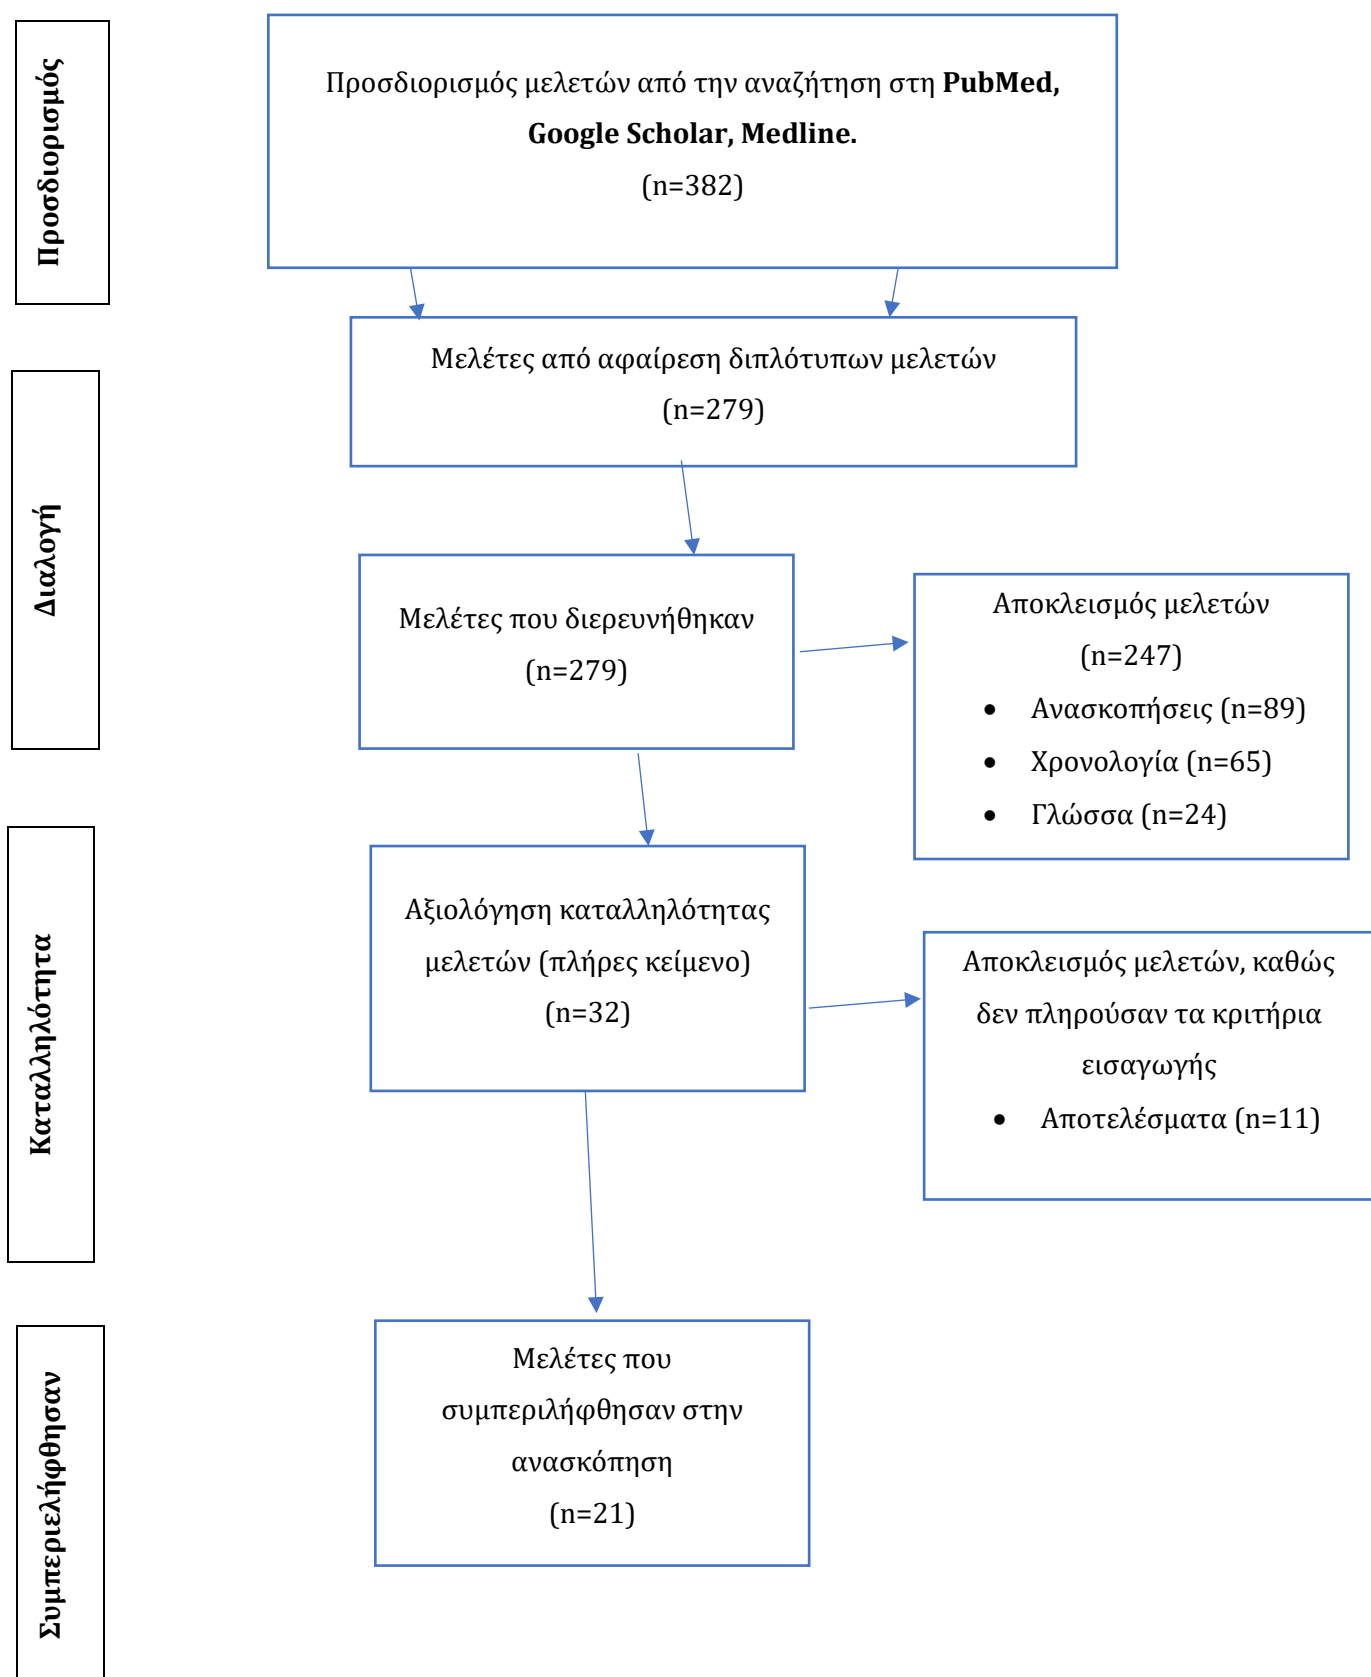 Προσδιορισμός
Προσδιορισμός μελετών από την αναζήτηση στη PubMed,
Google Scholar, Medline.
(n=382)
Μελέτες από αφαίρεση διπλότυπων μελετών
(n=279)
Διαλογή
Μελέτες που διερευνήθηκαν
(n=279)
Αποκλεισμός μελετών
(n=247)
• Ανασκοπήσεις (n=89)
• Χρονολογία (n=65)
• Γλώσσα (n=24)
Καταλληλότητα
Αξιολόγηση καταλληλότητας
μελετών (πλήρες κείμενο)
(n=32)
Αποκλεισμός μελετών, καθώς
δεν πληρούσαν τα κριτήρια
εισαγωγής
• Αποτελέσματα (n=11)
Συμπεριελήφθησαν
Μελέτες που
συμπεριλήφθησαν στην
ανασκόπηση
(n=21)